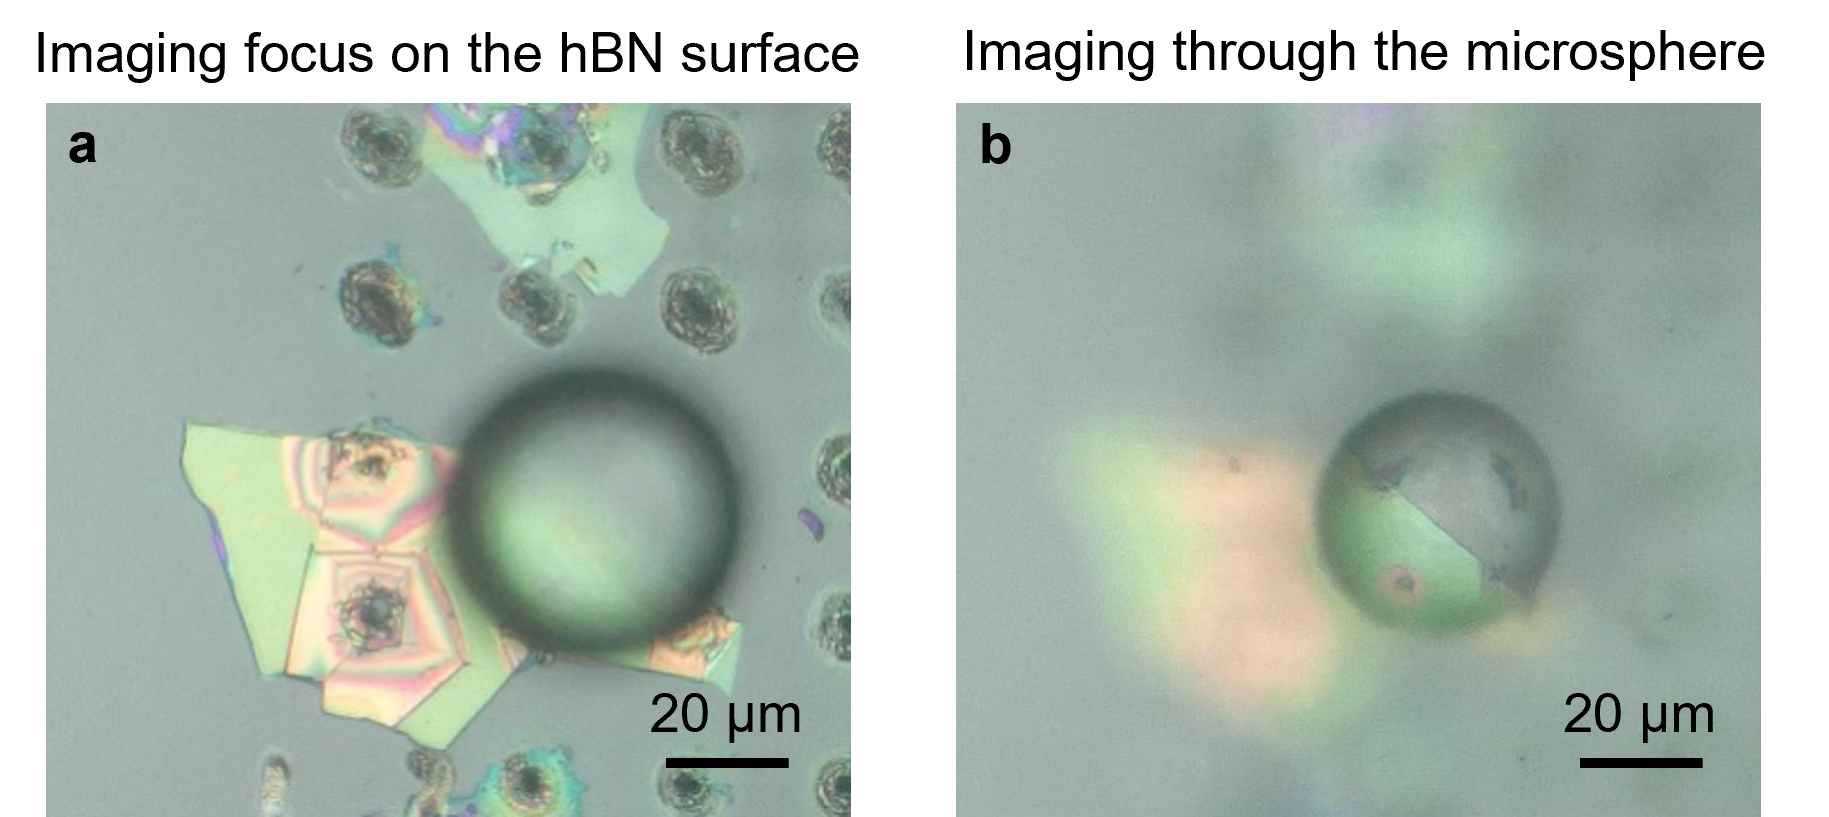 Imaging focus on the hBN surface
Imaging through the microsphere
a
b
20 µm
20 µm